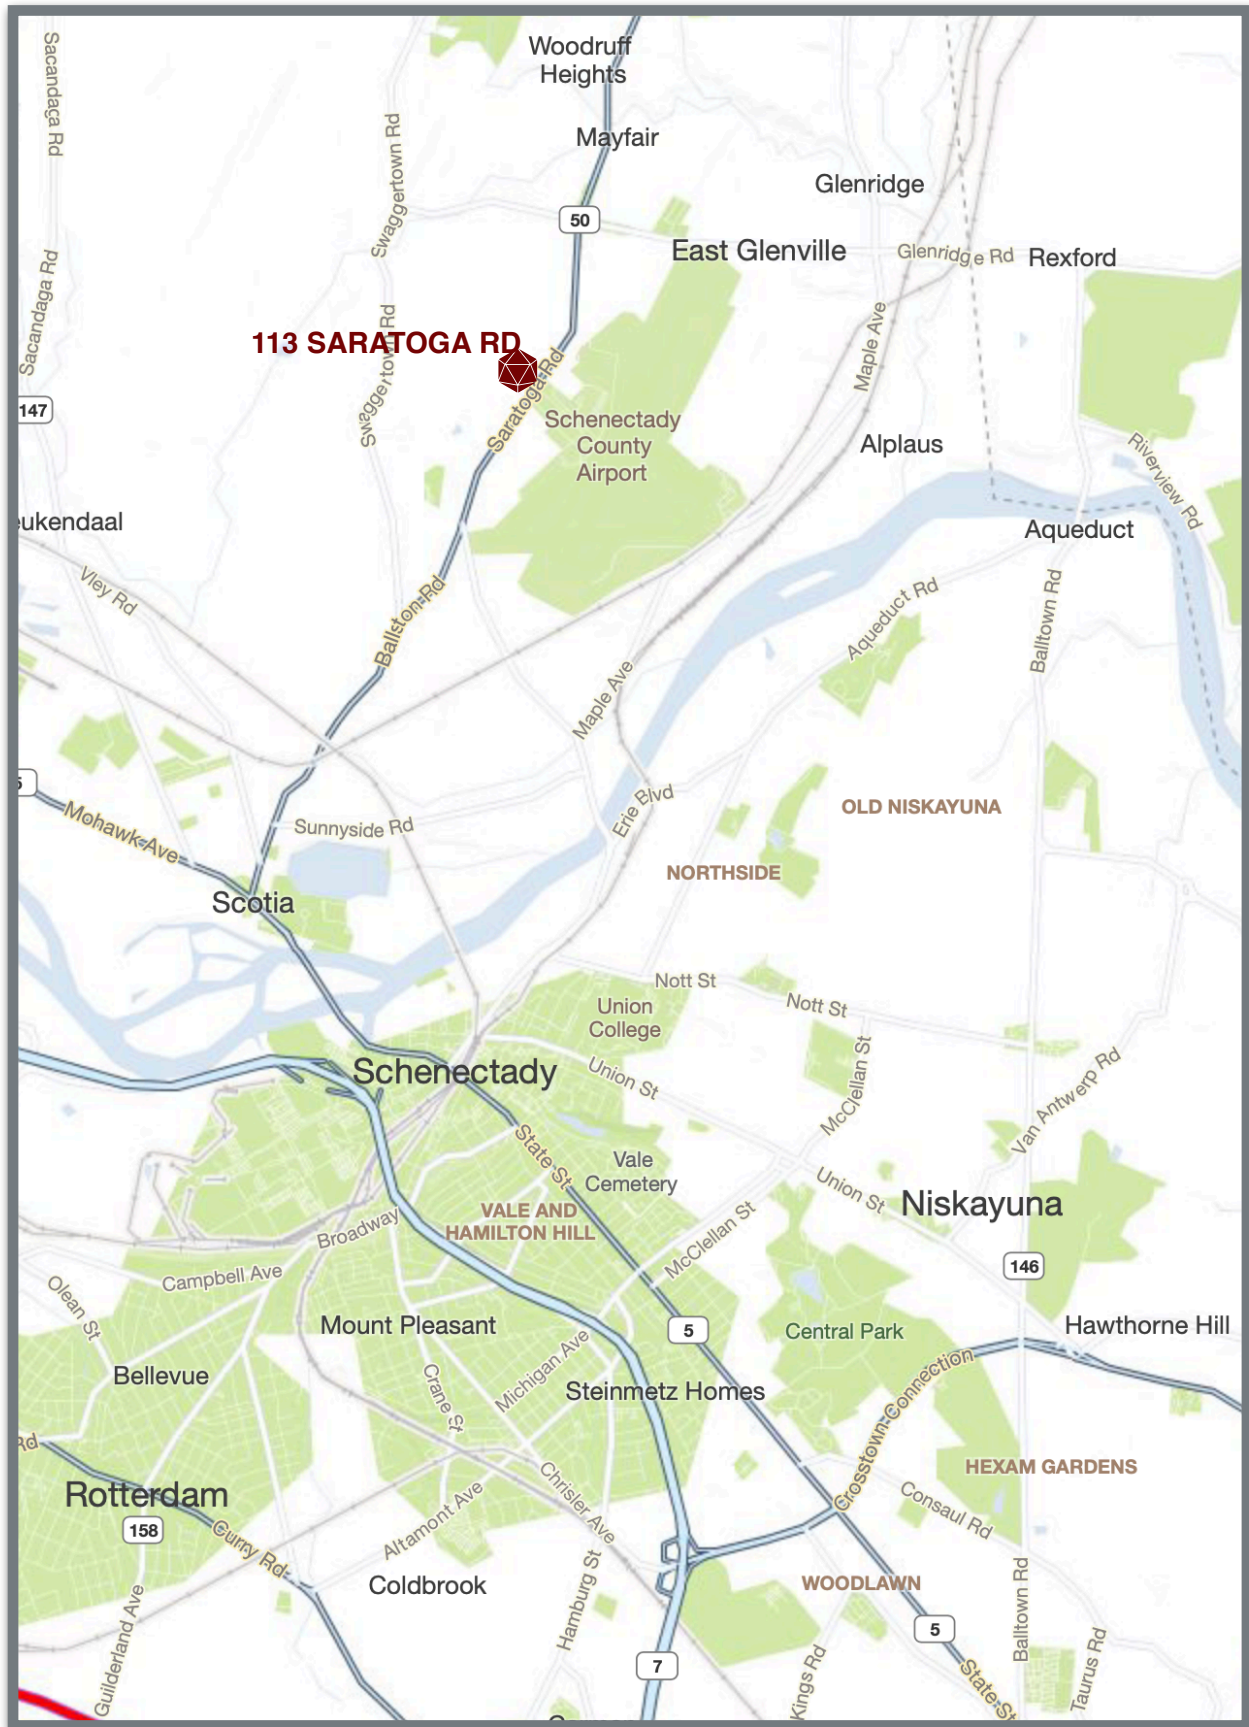 Woodruff
Heights
Sacandaga Rd
Swaggertown Rd
Mayfair
Glenridge
50
East Glenville
Glenridge Rd
Rexford
Sacandaga Rd
113 SARATOGA RD
Swaggertown Rd
Saratoga Rd
Maple Ave
147
Schenectady
County
Airport
Alplaus
Riverview Rd
eukendaal
Aqueduct
Vley Rd
Ballston Rd
Aqueduct Rd
Balltown Rd
Maple Ave
5
Mohawk Ave
Sunnyside Rd
Erie Blvd
OLD NISKAYUNA
NORTHSIDE
Scotia
Nott St
Nott St
Union
College
Schenectady
Union St
McClellan St
Van Antwerp Rd
State St
Vale
Cemetery
Union St
Niskayuna
VALE AND
HAMILTON HILL
Broadway
McClellan St
146
Campbell Ave
Olean St
Mount Pleasant
5
Central Park
Hawthorne Hill
Bellevue
Crane St
Michigan Ave
Steinmetz Homes
Crosstown Connection
Rd
HEXAM GARDENS
Rotterdam
158
Curry Rd
Altamont Ave
Chrisler Ave
Consaul Rd
Coldbrook
Hamburg St
WOODLAWN
Balltown Rd
Guilderland Ave
5
7
Kings Rd
State St
Taurus Rd